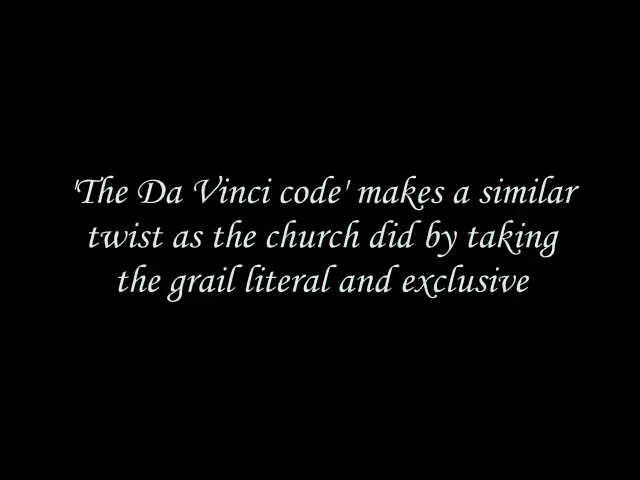 'The Da Vinci code' makes a similar
twist as the church did by taking
the grail literal and exclusive